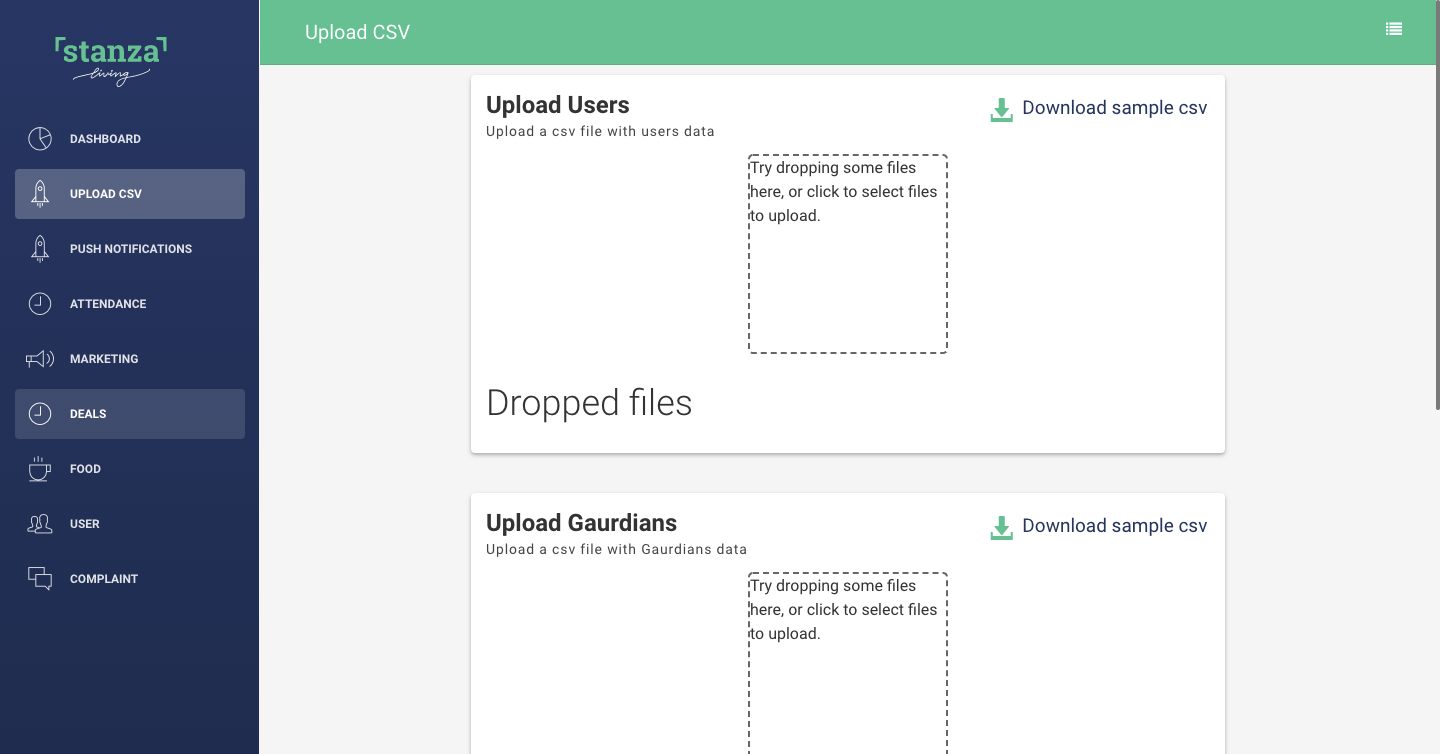 stanza
living
DASHBOARD
UPLOAD CSV
PUSH NOTIFICATIONS
ATTENDANCE
MARKETING
DEALS
FOOD
USER
COMPLAINT
Upload CSV
Upload Users
Upload a csv file with users data
Download sample csv
Try dropping some files
here, or click to select files
to upload.
Dropped files
Upload Gaurdians
Upload a csv file with Gaurdians data
Download sample csv
Try dropping some files
here, or click to select files
to upload.